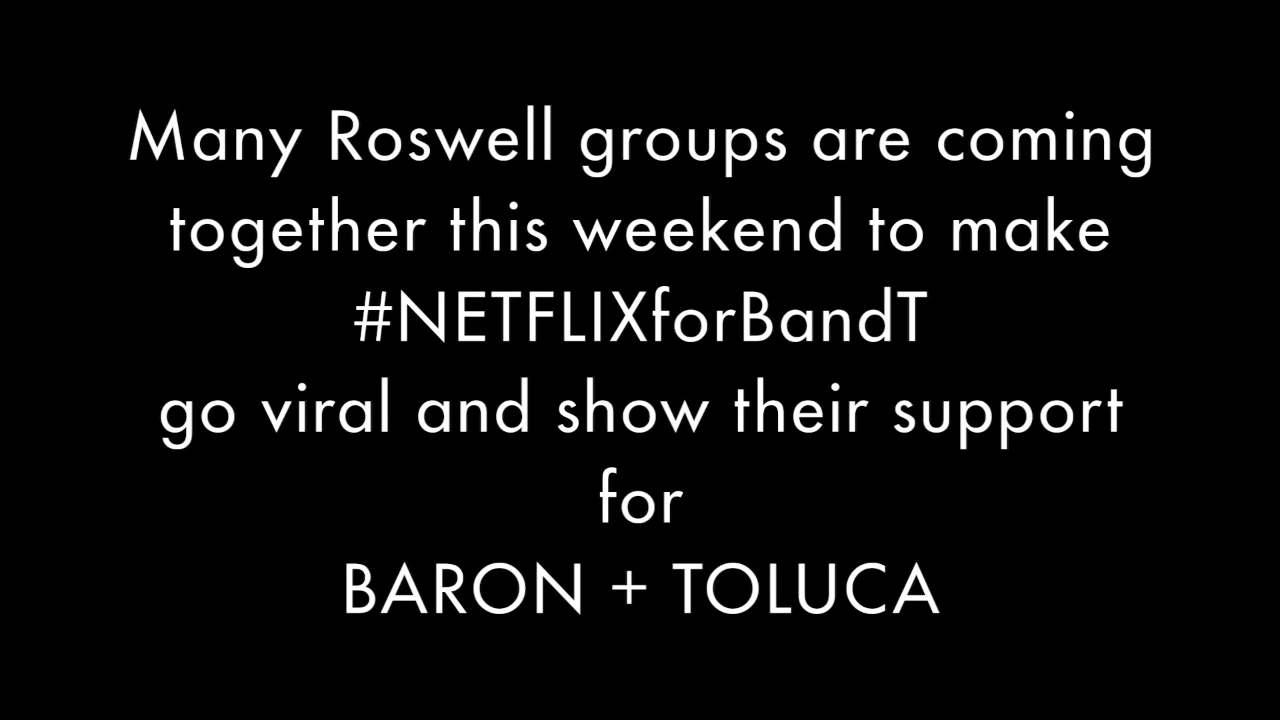 Many Roswell groups are coming
together this weekend to make
#NETFLIXforBandT
go viral and show their support
for
BARON + TOLUCA